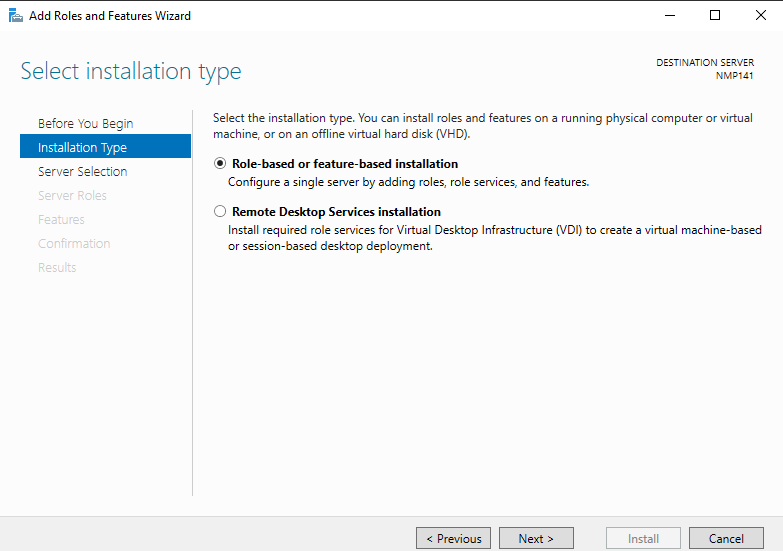 Add Roles and Features Wizard
Select installation type
DESTINATION SERVER
NMP141
Before You Begin
Installation Type
Server Selection
Server Roles
Features
Confirmation
Results
Select the installation type. You can install roles and features on a running physical computer or virtual
machine, or on an offline virtual hard disk (VHD).
Role-based or feature-based installation
Configure a single server by adding roles, role services, and features.
Remote Desktop Services installation
Install required role services for Virtual Desktop Infrastructure (VDI) to create a virtual machine-based
or session-based desktop deployment.
< Previous
Next >
Install
Cancel